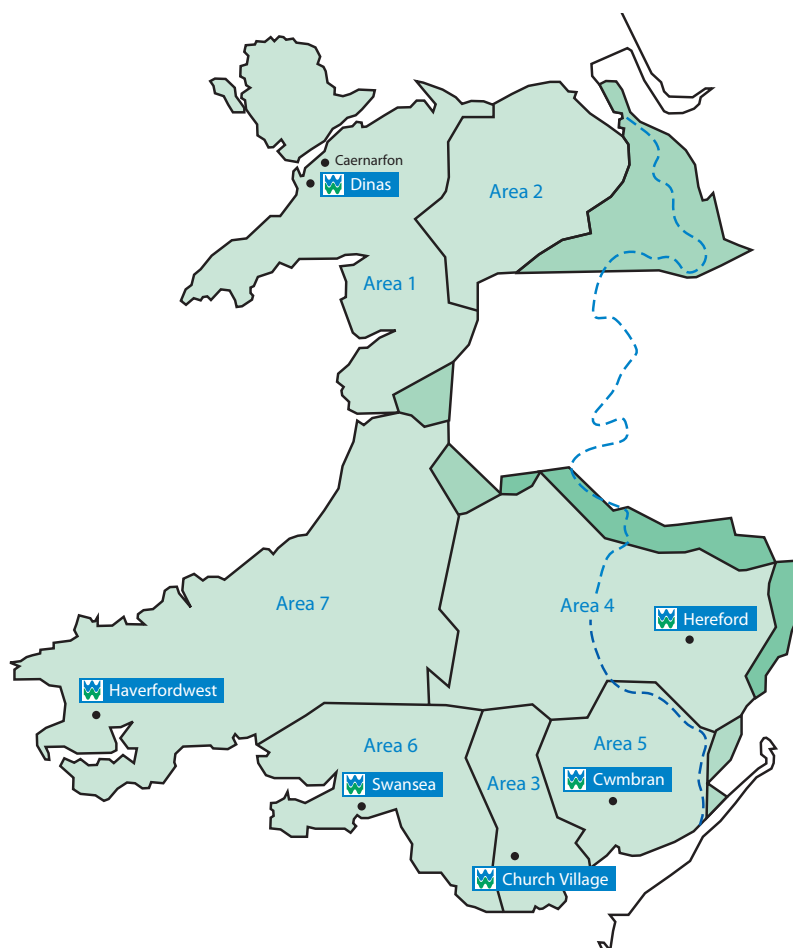 Caernarfon
Dinas
Area 2
Area 1
Area 7
Area 4
Hereford
Haverfordwest
Area 6
Area 5
Swansea
Area 3
Cwmbran
Church Village